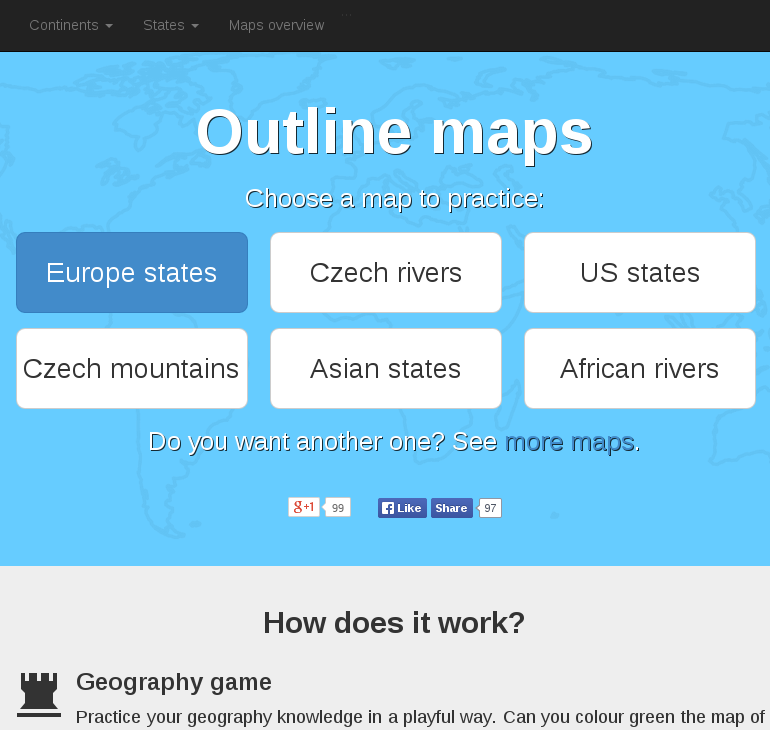 Continents States Maps overview ...
Outline maps
Choose a map to practice:
Europe states Czech rivers US states
Czech mountains Asian states African rivers
Do you want another one? See more maps.
g+1 99 Like Share 97
How does it work?
Geography game
Practice your geography knowledge in a playful way. Can you colour green the map of